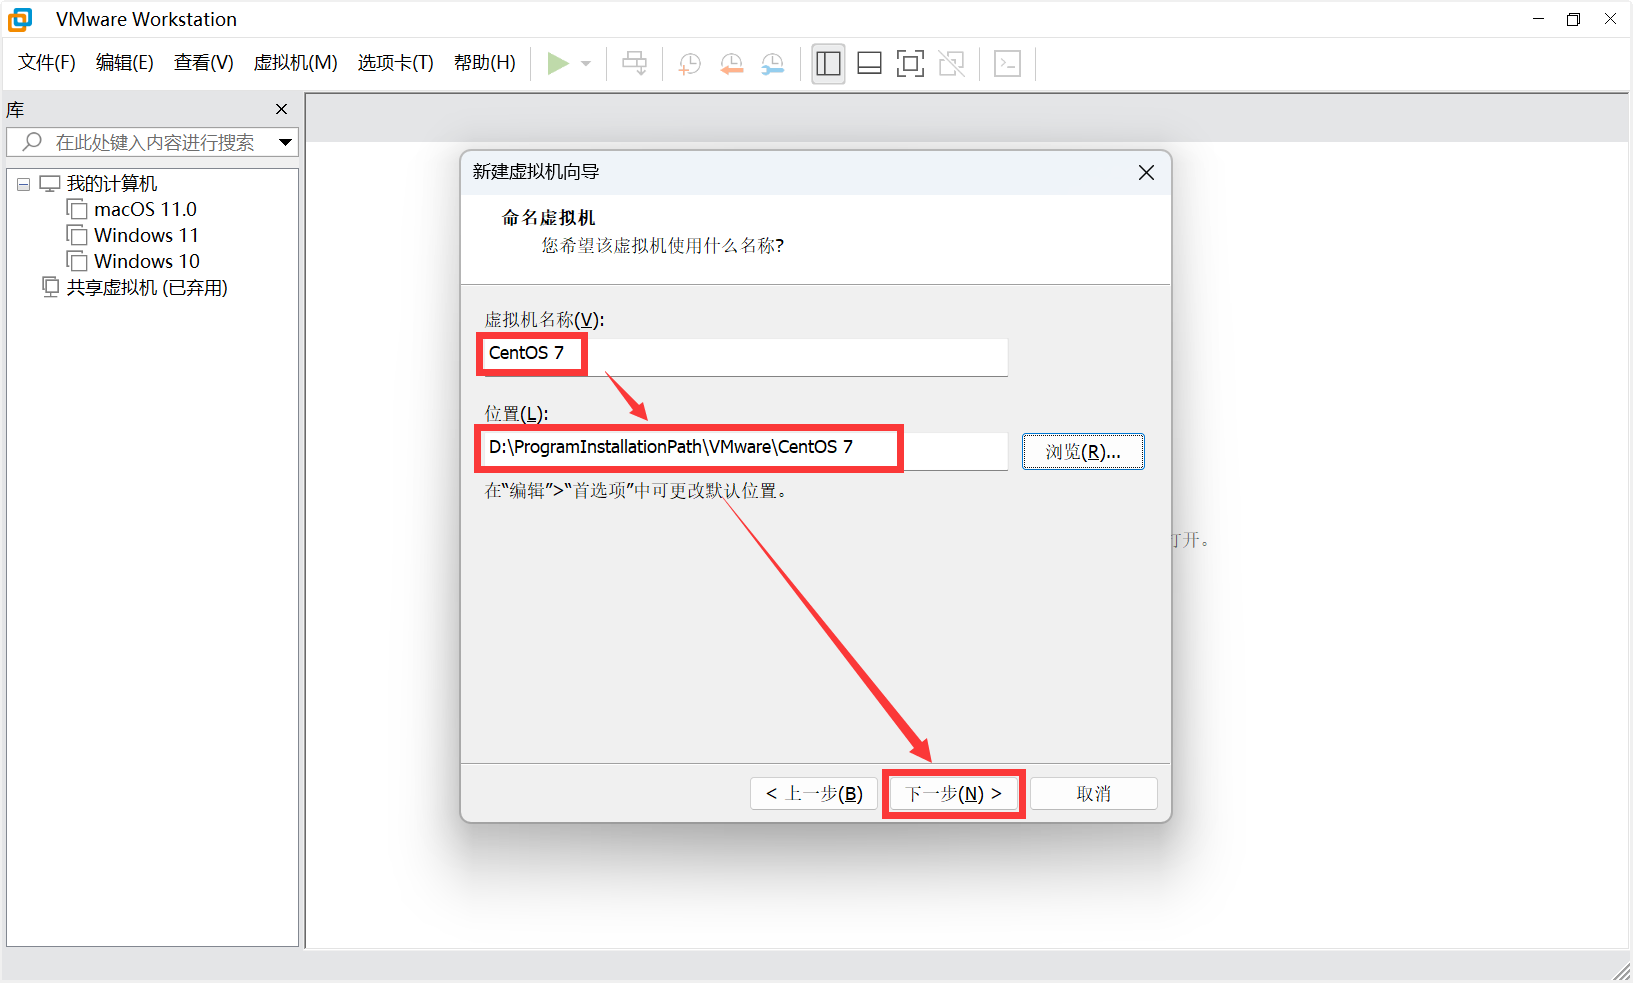 VMware Workstation
文件(F) 编辑(E) 查看(V) 虚拟机(M) 选项卡(T) 帮助(H)
库
在此处键入内容进行搜索
我的计算机
macOS 11.0
Windows 11
Windows 10
共享虚拟机 (已弃用)
新建虚拟机向导
命名虚拟机
您希望该虚拟机使用什么名称?
虚拟机名称(V):
CentOS 7
位置(L):
D:\ProgramInstallationPath\VMware\CentOS 7
浏览(R)...
在“编辑”>“首选项”中可更改默认位置。
打开。
< 上一步(B) 下一步(N) > 取消